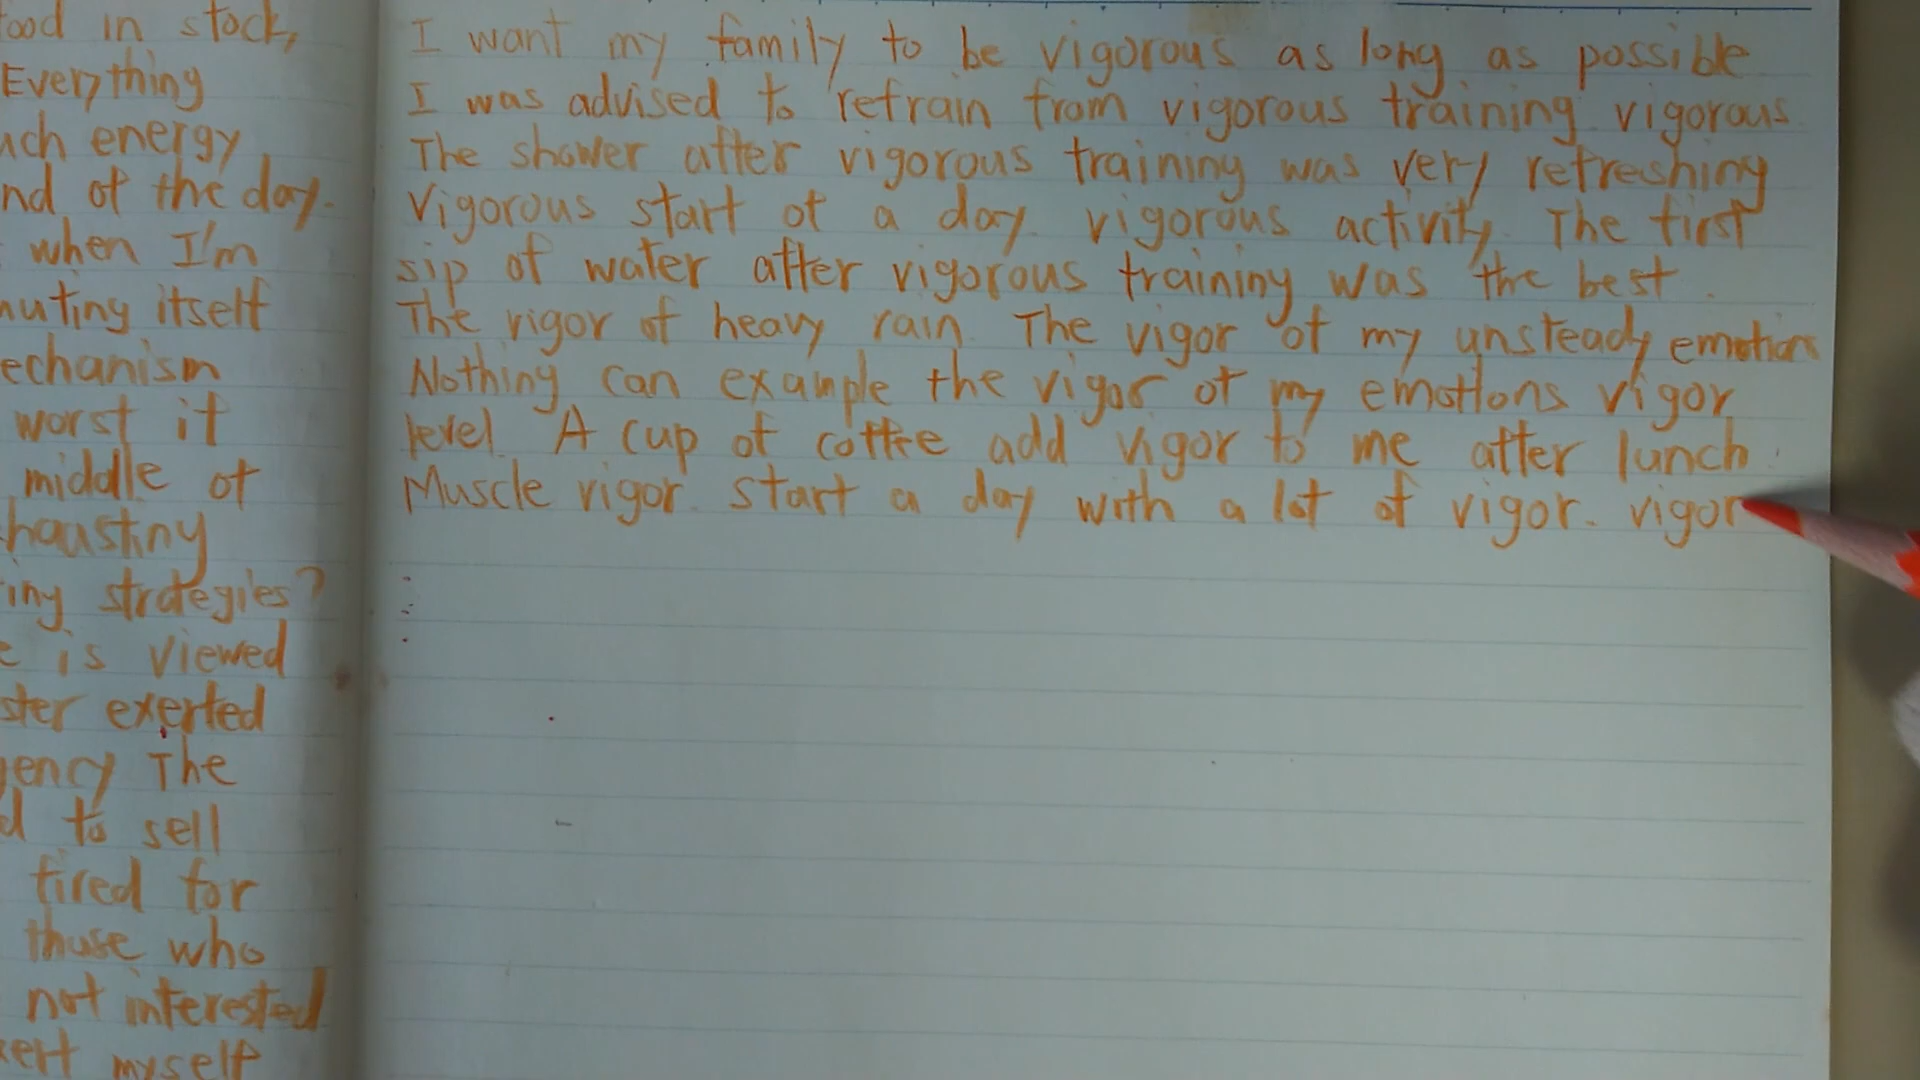 ood in stock,
Everything
uch energy
nd of the day.
when I'm
muting itself
echanism
worst it
middle of
hausting
ing strategies?
e is viewed
ster exerted
gency The
d to sell
tired for
those who
not interested
xert myself
I want my family to be vigorous as long as possible
I was advised to refrain from vigorous training. vigorous
The shower after vigorous training was very refreshing
Vigorous start of a day. vigorous activity. The first
sip of water after vigorous training was the best.
The vigor of heavy rain. The vigor of my unsteady emotions
Nothing can example the vigor of my emotions vigor
level. A cup of coffee add vigor to me after lunch.
Muscle vigor. Start a day with a lot of vigor. vigor